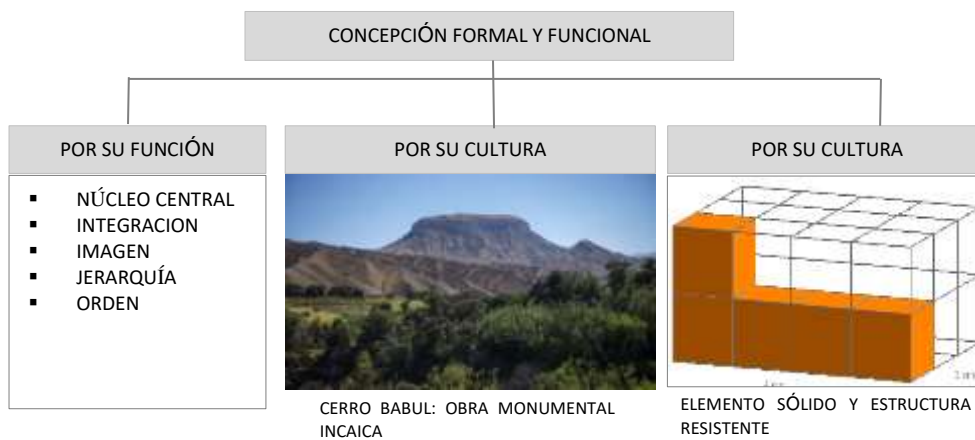 CONCEPCIÓN FORMAL Y FUNCIONAL
POR SU FUNCIÓN
▪ NÚCLEO CENTRAL
▪ INTEGRACION
▪ IMAGEN
▪ JERARQUÍA
▪ ORDEN
POR SU CULTURA
CERRO BABUL: OBRA MONUMENTAL
INCAICA
POR SU CULTURA
ELEMENTO SÓLIDO Y ESTRUCTURA
RESISTENTE